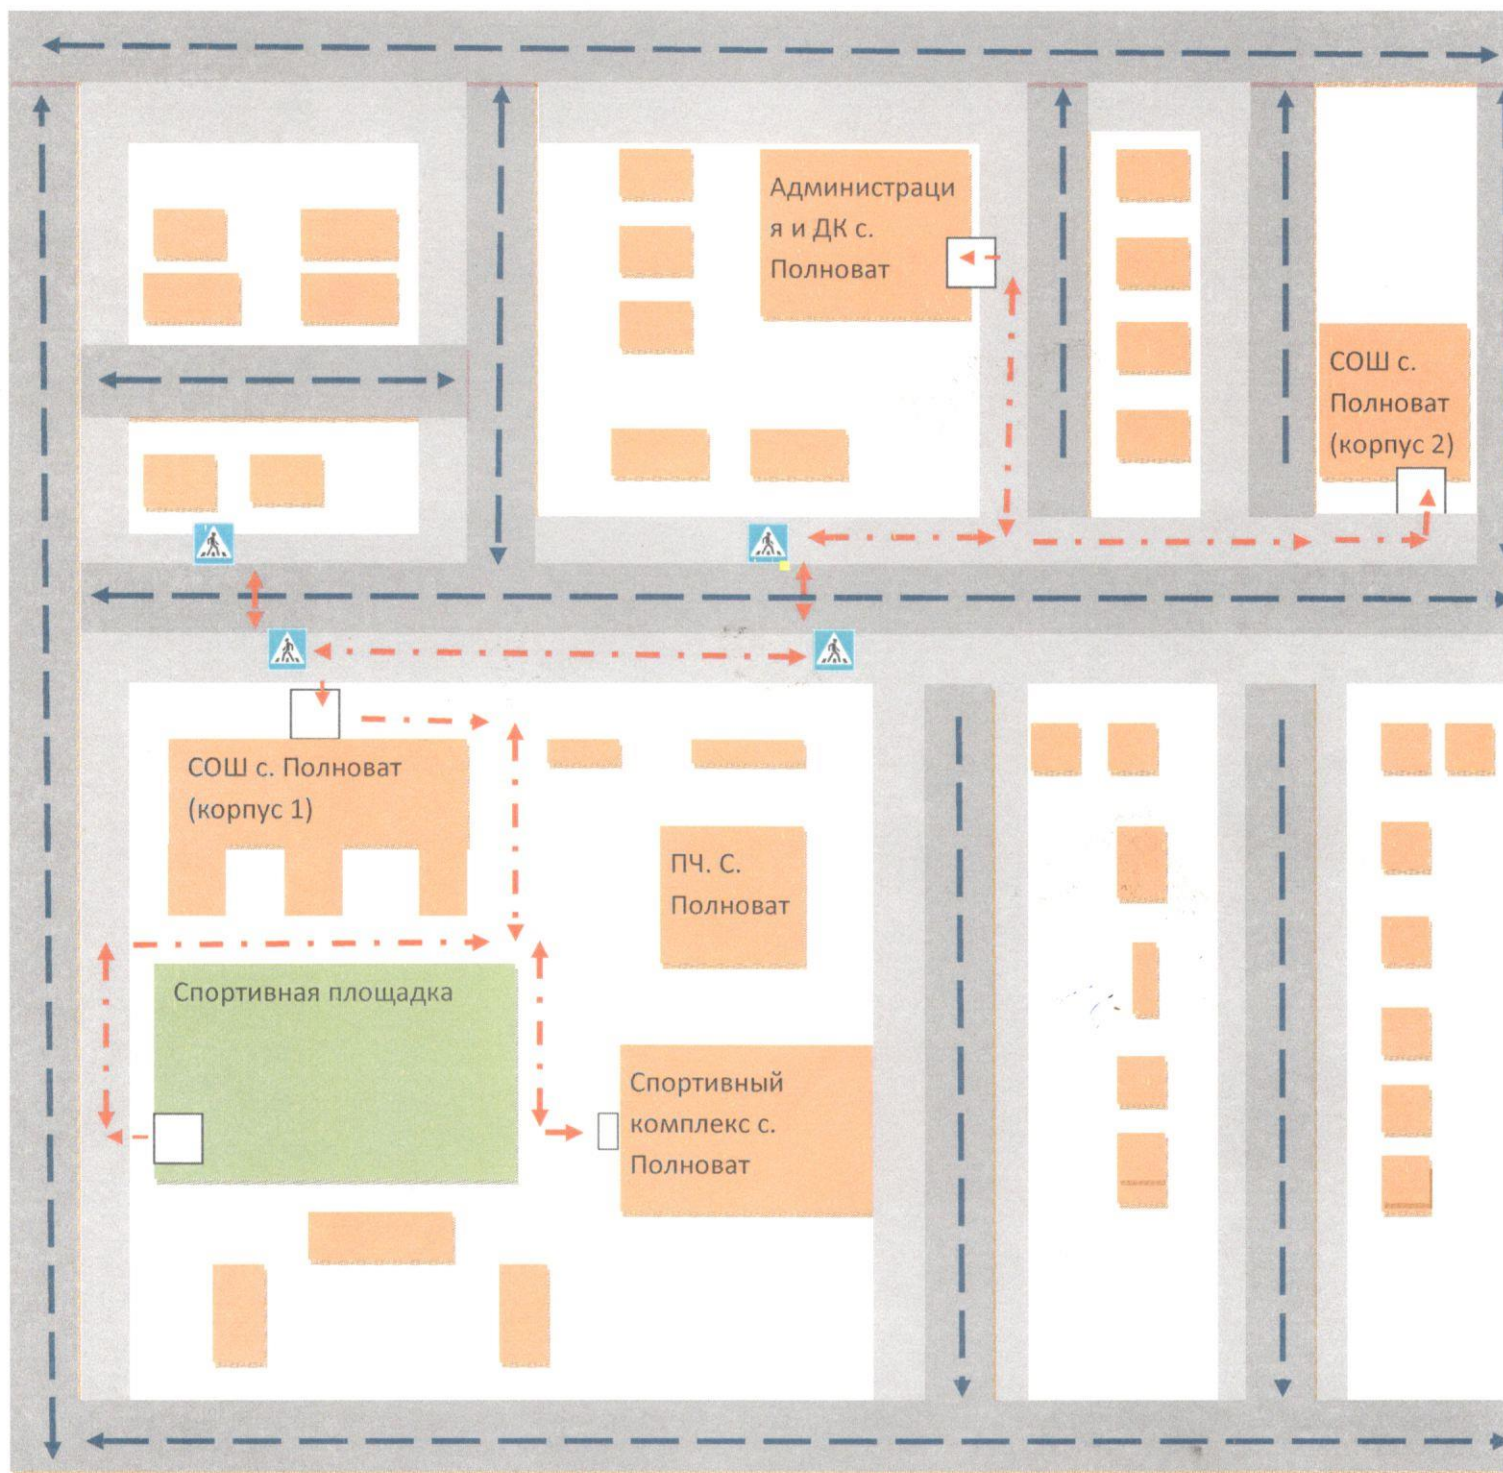 Администраци
я и ДК с.
Полноват
СОШ с.
Полноват
(корпус 2)
СОШ с. Полноват
(корпус 1)
ПЧ. С.
Полноват
Спортивная площадка
Спортивный
комплекс с.
Полноват